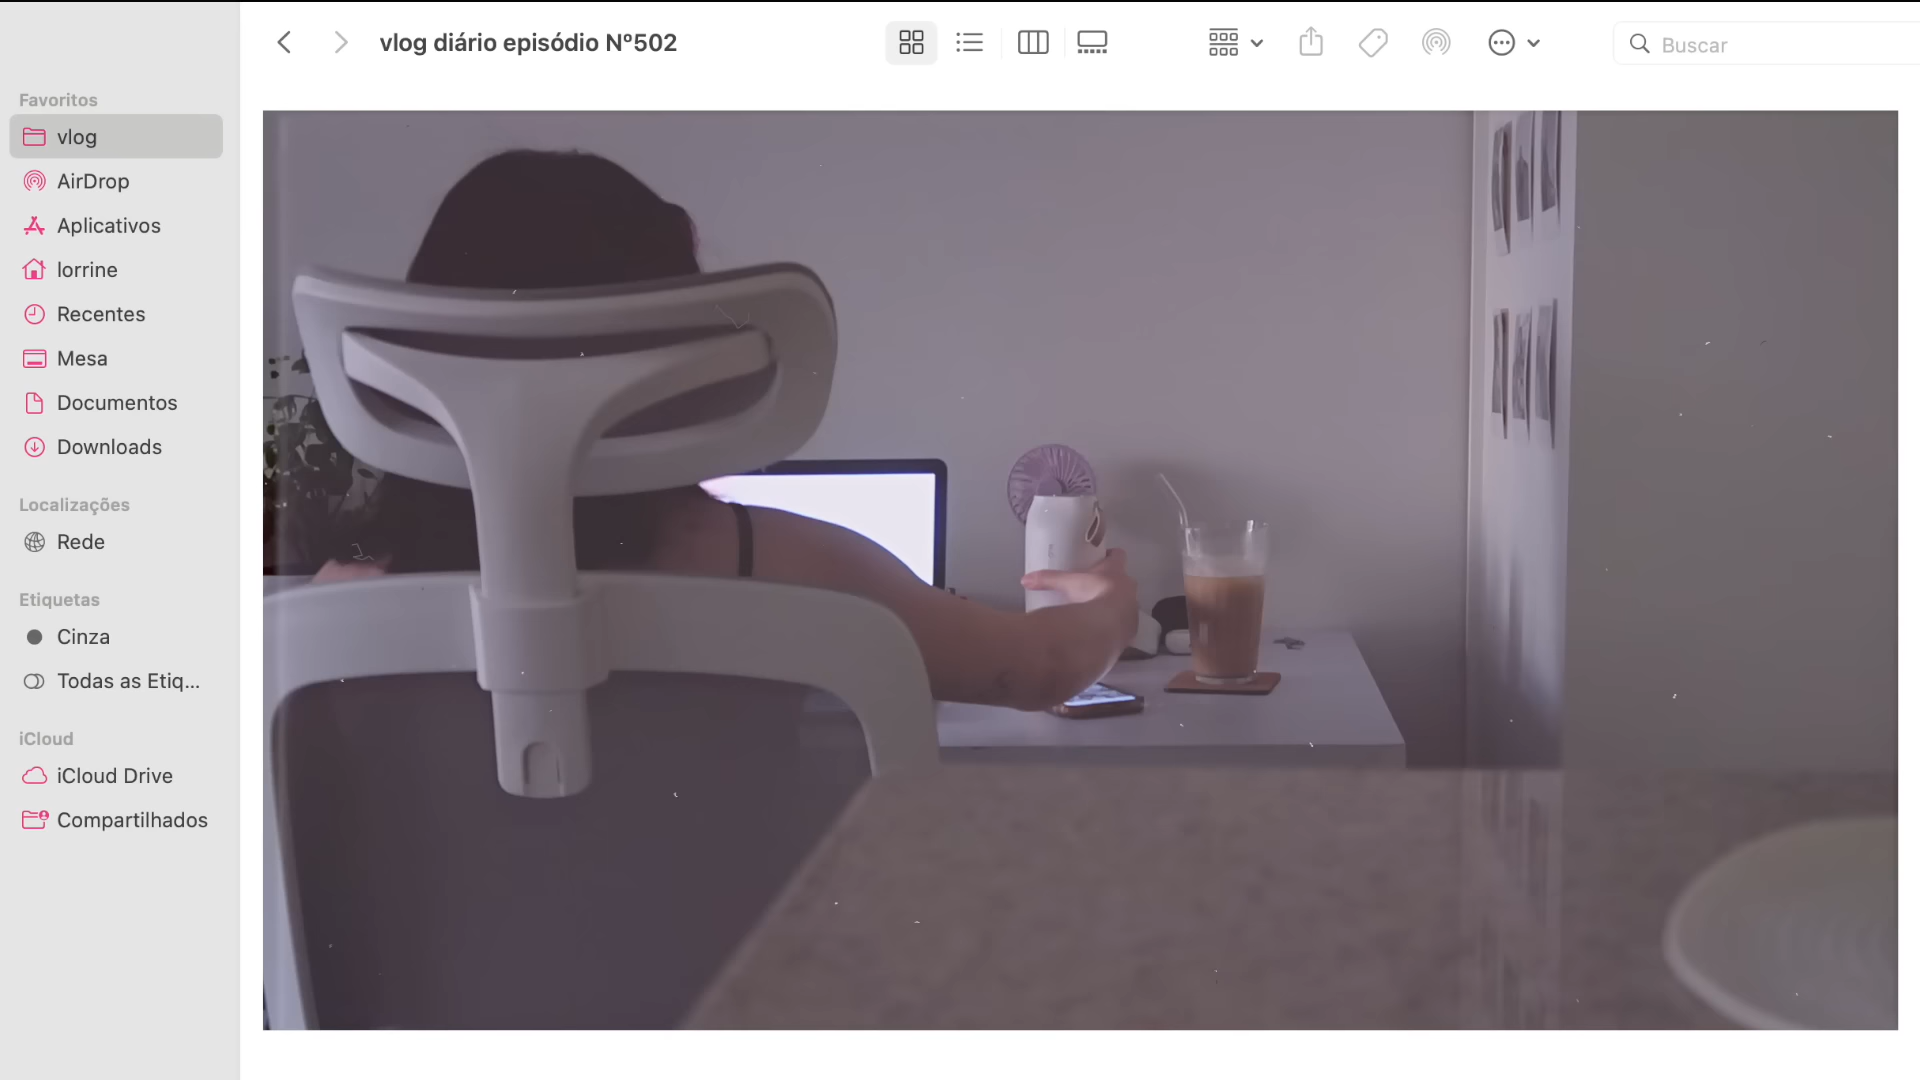 vlog diário episódio Nº502
Buscar
Favoritos
vlog
AirDrop
Aplicativos
lorrine
Recentes
Mesa
Documentos
Downloads
Localizações
Rede
Etiquetas
Cinza
Todas as Etiq...
iCloud
iCloud Drive
Compartilhados